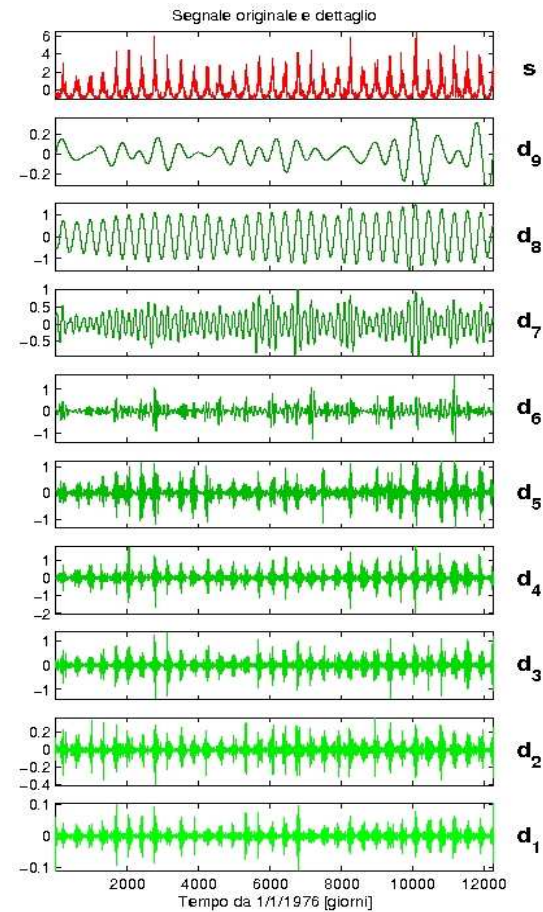 Segnale originale e dettaglio
6
4
2
0
s
0.2
0
−0.2
d9
1
0
−1
d8
1
0.5
0
−0.5
d7
1
0
−1
d6
1
0
−1
d5
1
0
−1
−2
d4
1
0
−1
d3
0.2
0
−0.2
−0.4
d2
0.1
0
−0.1
d1
2000 4000 6000 8000 10000 12000
Tempo da 1/1/1976 [giorni]